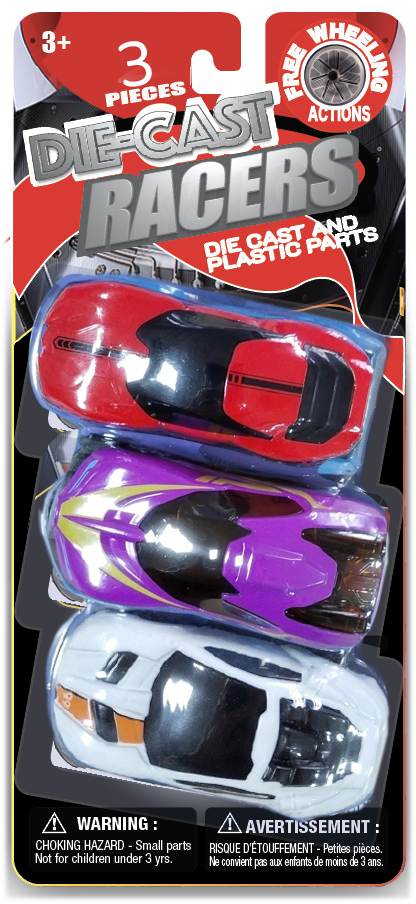 3+
3
PIECES
FREE WHEELING
ACTIONS
DIE-CAST
RACERS
DIE CAST AND
PLASTIC PARTS
WARNING :
CHOKING HAZARD - Small parts
Not for children under 3 yrs.
AVERTISSEMENT :
RISQUE D'ÉTOUFFEMENT - Petites pièces.
Ne convient pas aux enfants de moins de 3 ans.